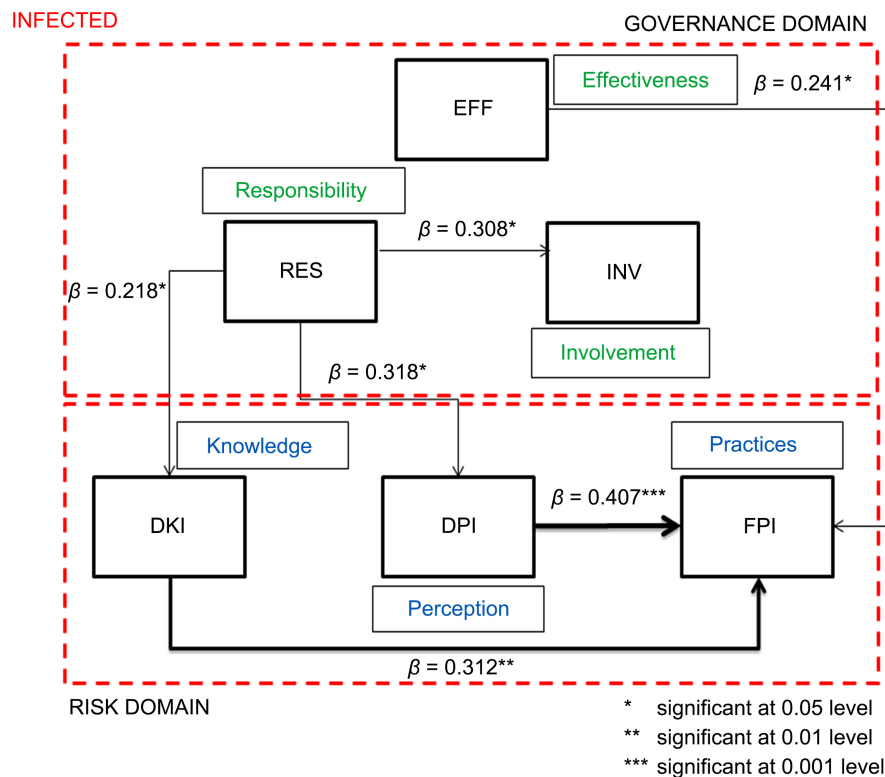 INFECTED
GOVERNANCE DOMAIN
Effectiveness
β = 0.241*
EFF
Responsibility
β = 0.308*
RES
INV
β = 0.218*
Involvement
β = 0.318*
Knowledge
Practices
β = 0.407***
DKI
DPI
FPI
Perception
β = 0.312**
RISK DOMAIN
* significant at 0.05 level
** significant at 0.01 level
*** significant at 0.001 level